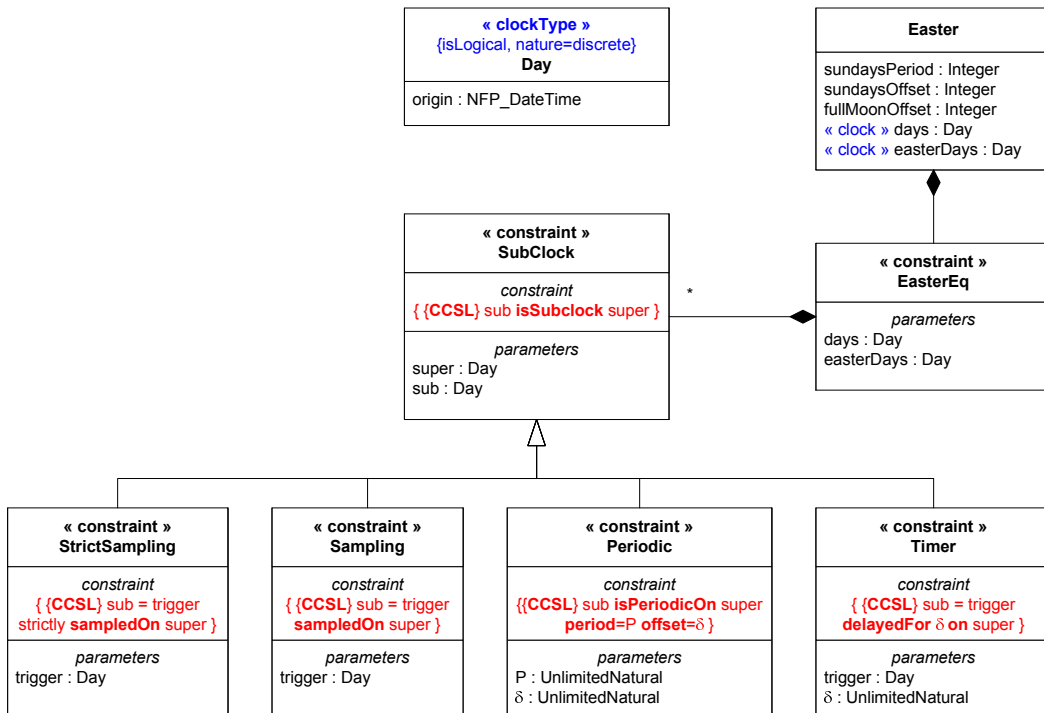 « clockType »
{isLogical, nature=discrete}
Day
origin : NFP_DateTime
Easter
sundaysPeriod : Integer
sundaysOffset : Integer
fullMoonOffset : Integer
« clock » days : Day
« clock » easterDays : Day
« constraint »
SubClock
constraint
{ {CCSL} sub isSubclock super }
parameters
super : Day
sub : Day
*
« constraint »
EasterEq
parameters
days : Day
easterDays : Day
« constraint »
StrictSampling
constraint
{ {CCSL} sub = trigger
strictly sampledOn super }
parameters
trigger : Day
« constraint »
Sampling
constraint
{ {CCSL} sub = trigger
sampledOn super }
parameters
trigger : Day
« constraint »
Periodic
constraint
{{CCSL} sub isPeriodicOn super
period=P offset=δ }
parameters
P : UnlimitedNatural
δ : UnlimitedNatural
« constraint »
Timer
constraint
{ {CCSL} sub = trigger
delayedFor δ on super }
parameters
trigger : Day
δ : UnlimitedNatural